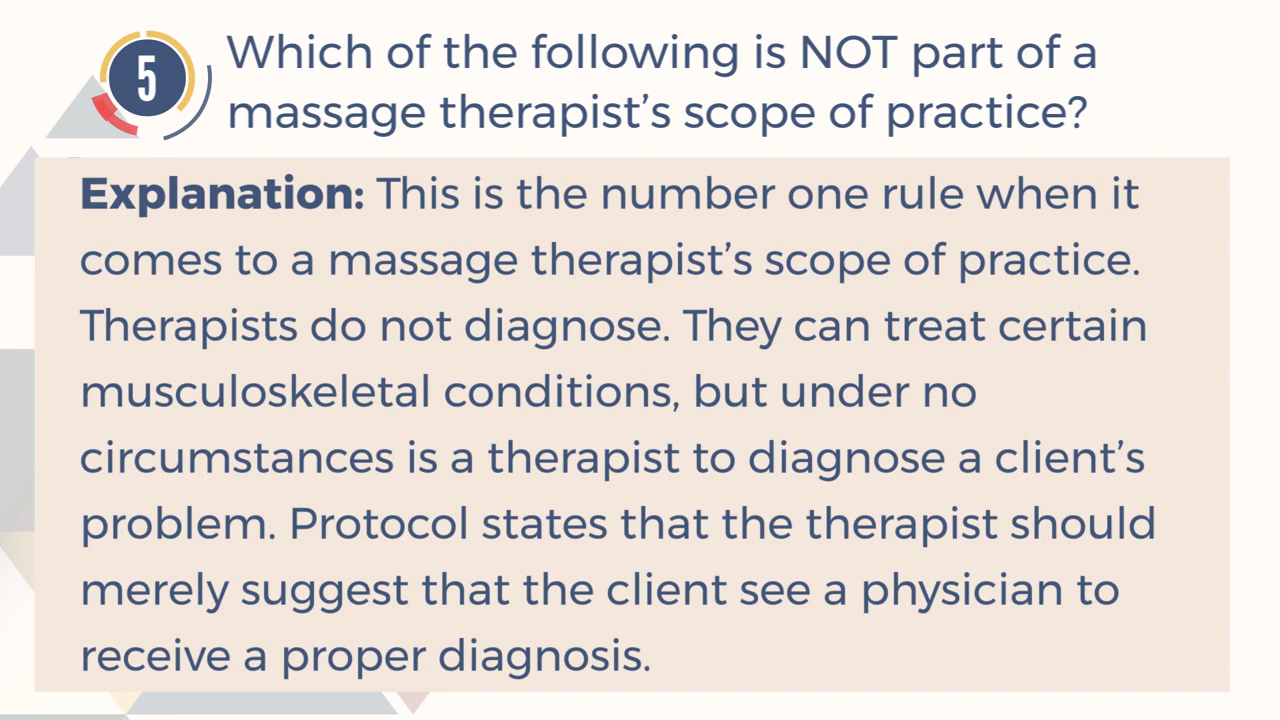 5
Which of the following is NOT part of a
massage therapist’s scope of practice?
Explanation: This is the number one rule when it
comes to a massage therapist’s scope of practice.
Therapists do not diagnose. They can treat certain
musculoskeletal conditions, but under no
circumstances is a therapist to diagnose a client’s
problem. Protocol states that the therapist should
merely suggest that the client see a physician to
receive a proper diagnosis.